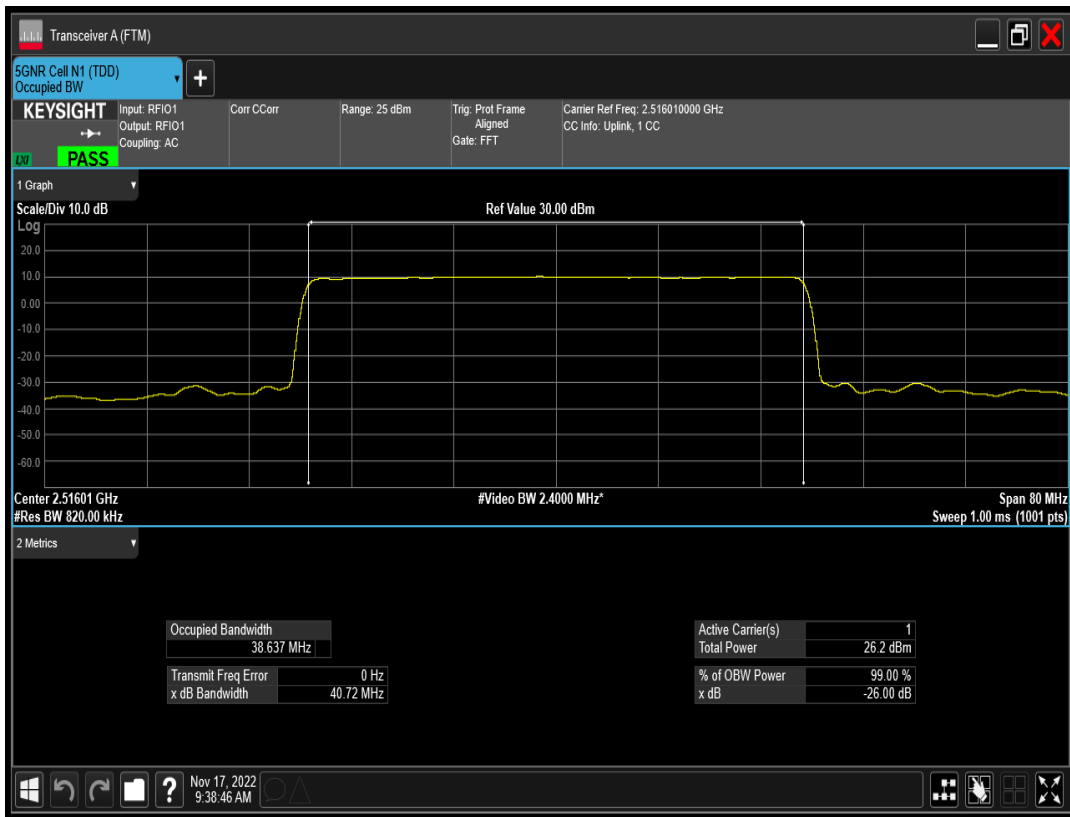 Transceiver A (FTM)
5GNR Cell N1 (TDD)
Occupied BW
+
KEYSIGHT
LXI
PASS
Input: RFIO1
Output: RFIO1
Coupling: AC
Corr CCorr
Range: 25 dBm
Trig: Prot Frame
Aligned
Gate: FFT
Carrier Ref Freq: 2.516010000 GHz
CC Info: Uplink, 1 CC
1 Graph
Scale/Div 10.0 dB
Ref Value 30.00 dBm
Log
20.0
10.0
0.00
-10.0
-20.0
-30.0
-40.0
-50.0
-60.0
Center 2.51601 GHz
#Video BW 2.4000 MHz*
Span 80 MHz
#Res BW 820.00 kHz
Sweep 1.00 ms (1001 pts)
2 Metrics
Occupied Bandwidth
38.637 MHz
Transmit Freq Error 0 Hz
x dB Bandwidth 40.72 MHz
Active Carrier(s) 1
Total Power 26.2 dBm
% of OBW Power 99.00 %
x dB -26.00 dB
?
Nov 17, 2022
9:38:46 AM